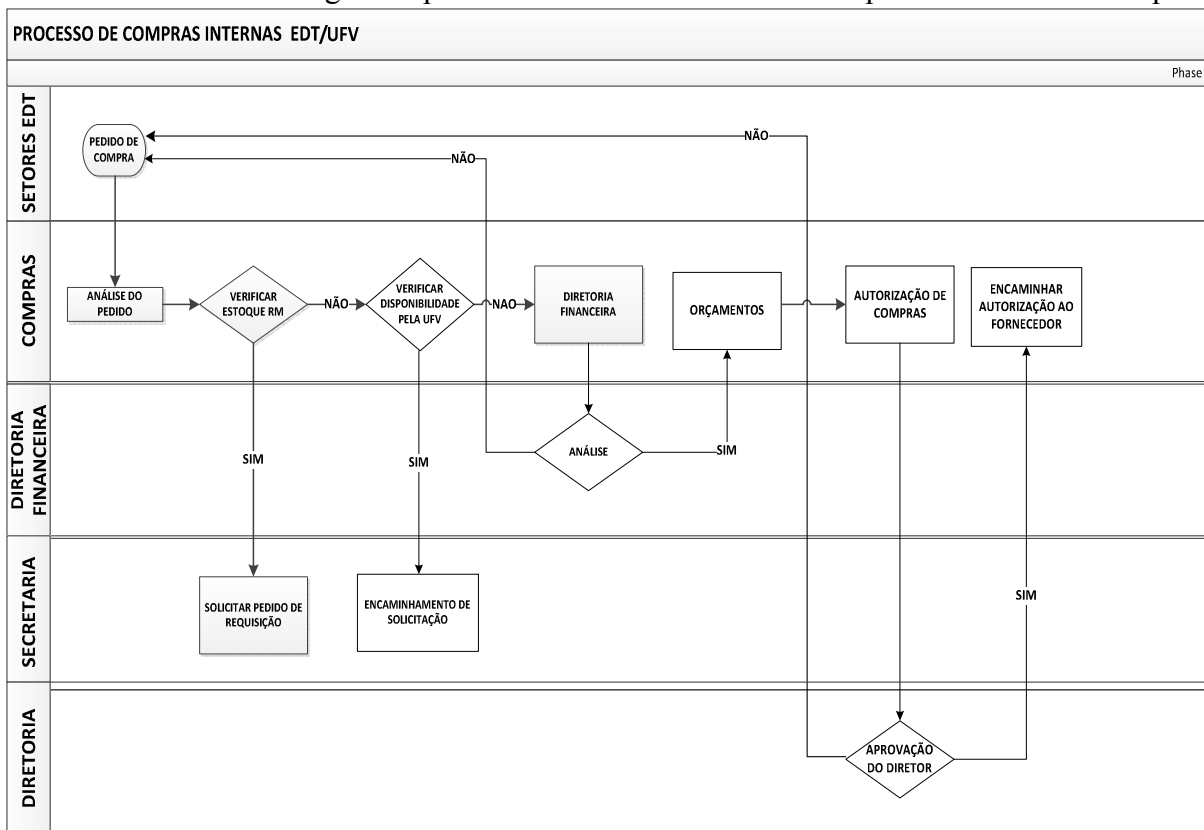 PROCESSO DE COMPRAS INTERNAS EDT/UFV
Phase
SETORES EDT
PEDIDO DE
COMPRA
NÃO
NÃO
COMPRAS
ANÁLISE DO
PEDIDO
VERIFICAR
ESTOQUE RM
NÃO
VERIFICAR
DISPONIBILIDADE
PELA UFV
NAO
DIRETORIA
FINANCEIRA
ORÇAMENTOS
AUTORIZAÇÃO DE
COMPRAS
ENCAMINHAR
AUTORIZAÇÃO AO
FORNECEDOR
DIRETORIA
FINANCEIRA
SIM
SIM
ANÁLISE
SIM
SECRETARIA
SOLICITAR PEDIDO DE
REQUISIÇÃO
ENCAMINHAMENTO DE
SOLICITAÇÃO
SIM
DIRETORIA
APROVAÇÃO
DO DIRETOR